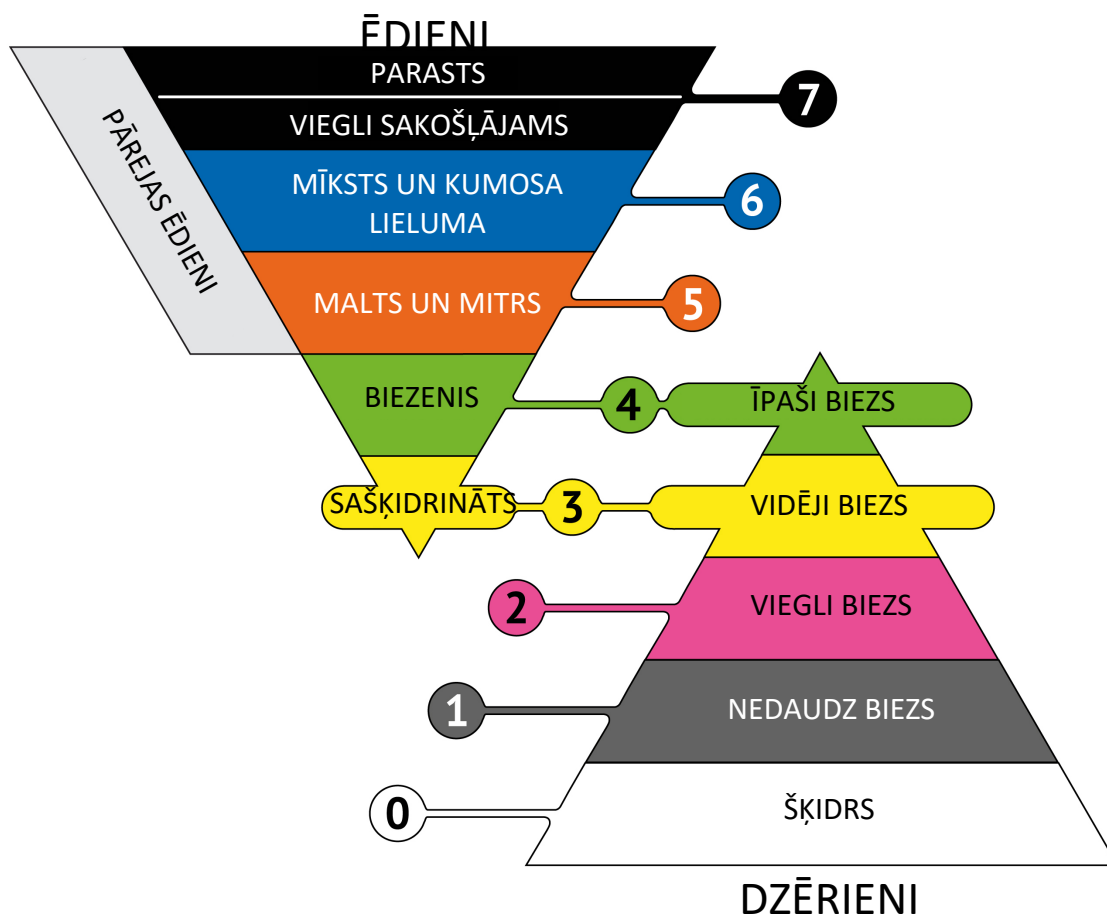 ĒDIENI
PARASTS
7
VIEGLI SAKOŠĻĀJAMS
PĀREJAS ĒDIENI
MĪKSTS UN KUMOSA
LIELUMA
6
MALTS UN MITRS
5
BIEZENIS
4
ĪPAŠI BIEZS
SAŠĶIDRINĀTS
3
VIDĒJI BIEZS
2
VIEGLI BIEZS
1
NEDAUDZ BIEZS
0
ŠĶIDRS
DZĒRIENI